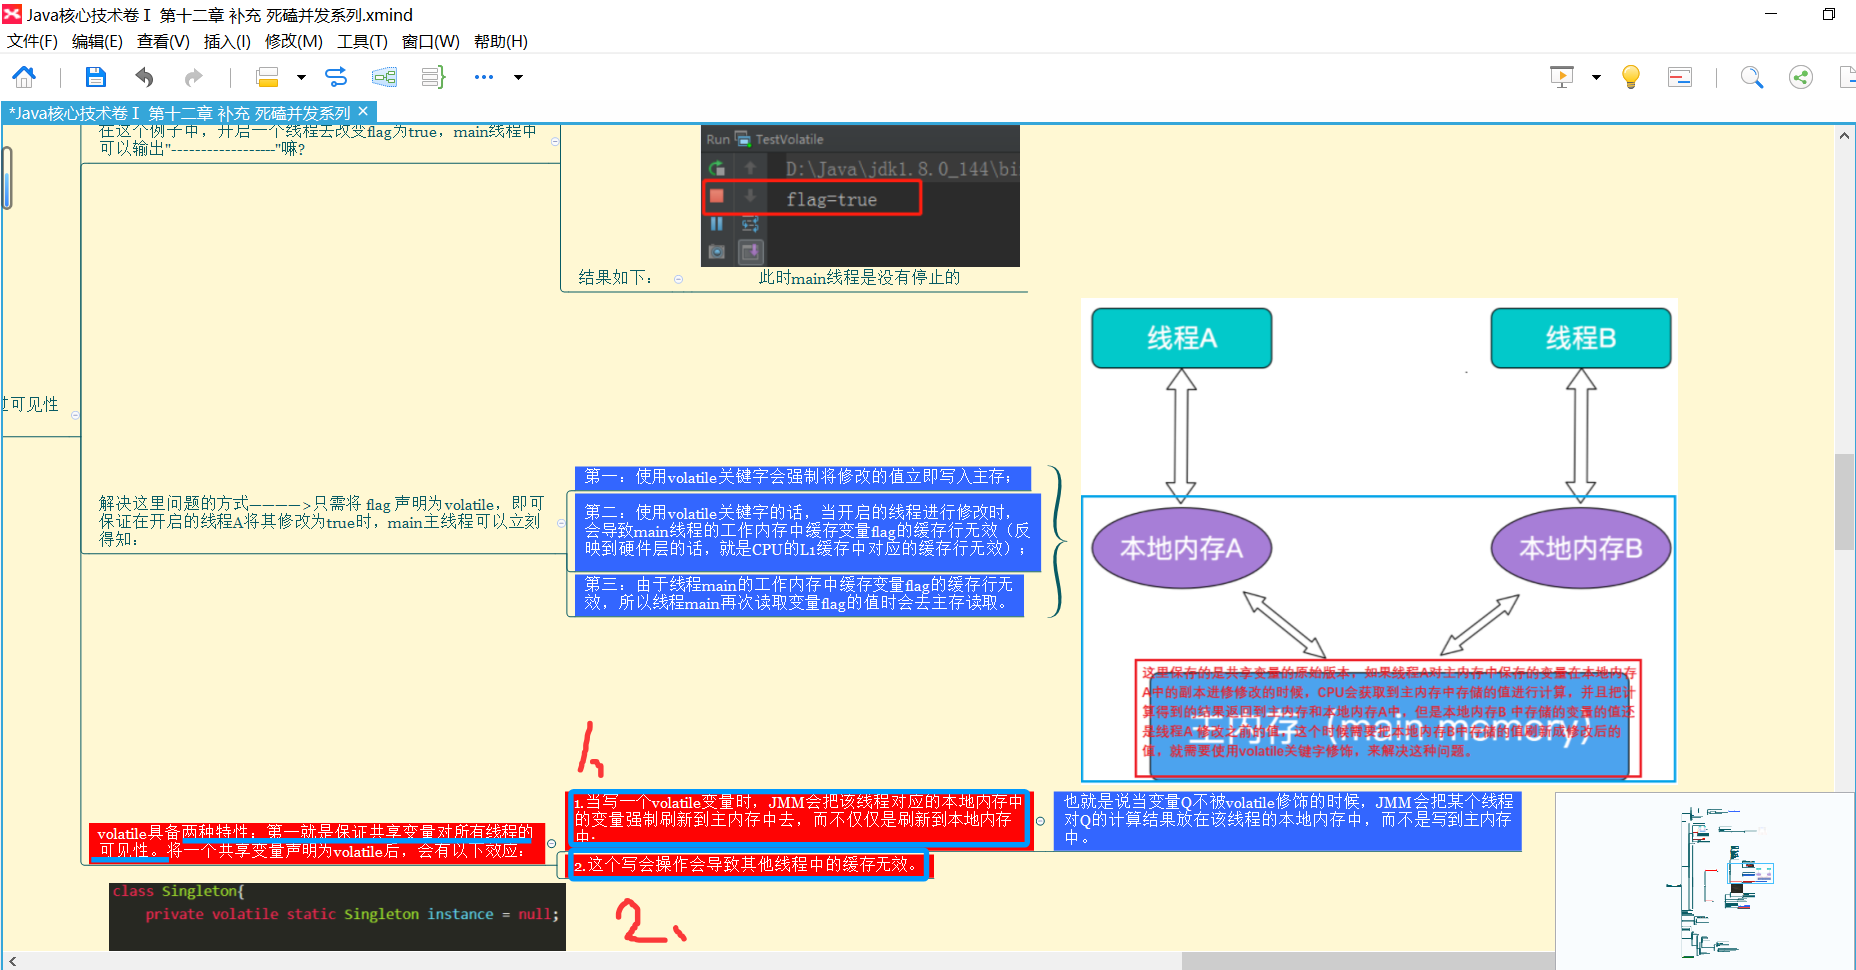 Java核心技术卷Ⅰ 第十二章 补充 死磕并发系列.xmind
文件(F) 编辑(E) 查看(V) 插入(I) 修改(M) 工具(T) 窗口(W) 帮助(H)
*Java核心技术卷Ⅰ 第十二章 补充 死磕并发系列
在这个例子中，开启一个线程去改变flag为true，main线程中
可以输出"------------------"嘛?
Run TestVolatile
D:\Java\jdk1.8.0_144\bi
flag=true
结果如下：
此时main线程是没有停止的
线程A
线程B
过可见性
解决这里问题的方式————>只需将 flag 声明为volatile，即可
保证在开启的线程A将其修改为true时，main主线程可以立刻
得知：
第一：使用volatile关键字会强制将修改的值立即写入主存；
第二：使用volatile关键字的话，当开启的线程进行修改时，
会导致main线程的工作内存中缓存变量flag的缓存行无效（反
映到硬件层的话，就是CPU的L1缓存中对应的缓存行无效）；
第三：由于线程main的工作内存中缓存变量flag的缓存行无
效，所以线程main再次读取变量flag的值时会去主存读取。
本地内存A
本地内存B
这里保存的是共享变量的原始版本，如果线程A对主内存中保存的变量在本地内存
A中的副本进修修改的时候，CPU会获取到主内存中存储的值进行计算，并且把计
算得到的结果返回到主内存和本地内存A中，但是本地内存B 中存储的变量的值还
是线程A 修改之前的值，这个时候需要把本地内存B中存储的值刷新成修改后的
值，就需要使用volatile关键字修饰，来解决这种问题。
主内存（main memory）
1、
volatile具备两种特性：第一就是保证共享变量对所有线程的
可见性。将一个共享变量声明为volatile后，会有以下效应：
1.当写一个volatile变量时，JMM会把该线程对应的本地内存中
的变量强制刷新到主内存中去，而不仅仅是刷新到本地内存
中；
也就是说当变量Q不被volatile修饰的时候，JMM会把某个线程
对Q的计算结果放在该线程的本地内存中，而不是写到主内存
中。
2.这个写会操作会导致其他线程中的缓存无效。
2、
class Singleton{
private volatile static Singleton instance = null;